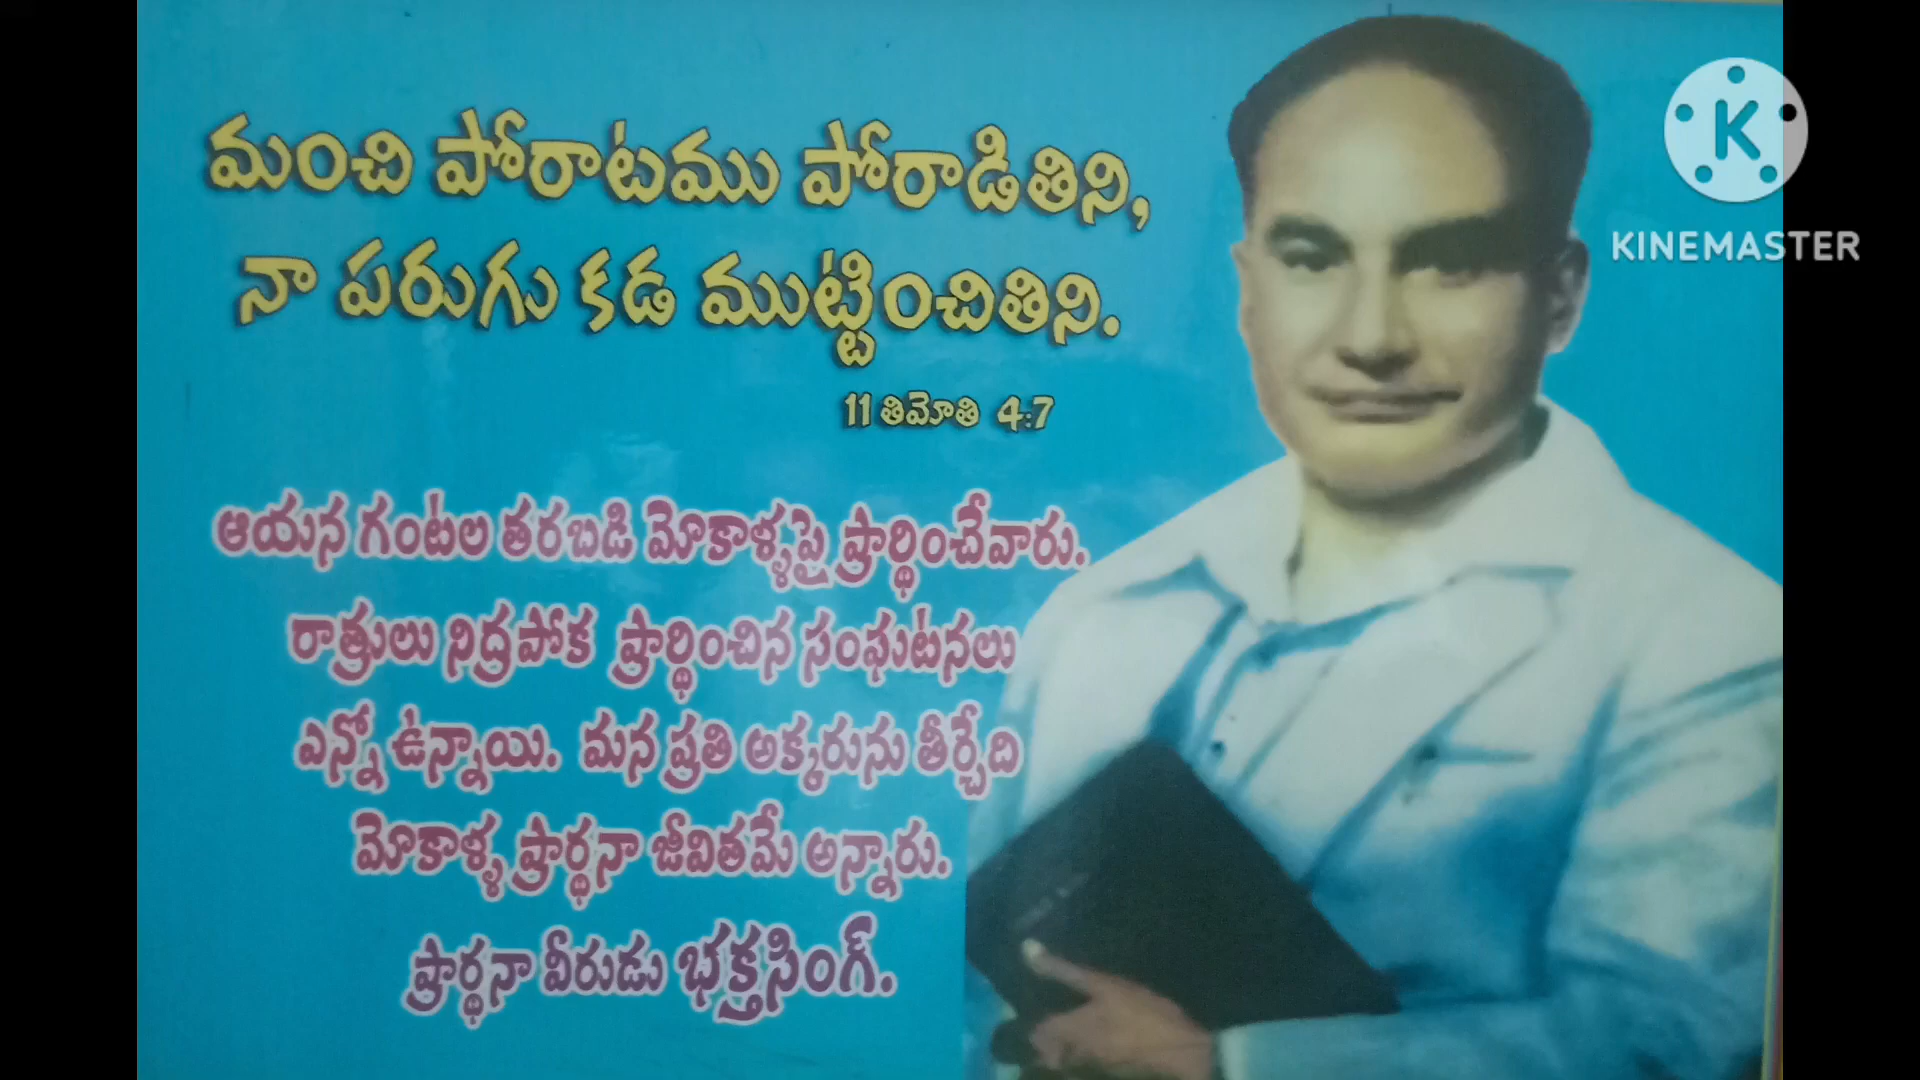 మంచి పోరాటము పోరాడితిని,
నా పరుగు కడ ముట్టించితిని.
11 తిమోతి 4:7
ఆయన గంటల తరబడి మోకాళ్ళపై ప్రార్థించేవారు.
రాత్రులు నిద్రపోక ప్రార్థించిన సంఘటనలు
ఎన్నో ఉన్నాయి. మన ప్రతి అక్కరును తీర్చేది
మోకాళ్ళ ప్రార్థనా జీవితమే అన్నారు.
ప్రార్థనా వీరుడు భక్తసింగ్.
K
KINEMASTER